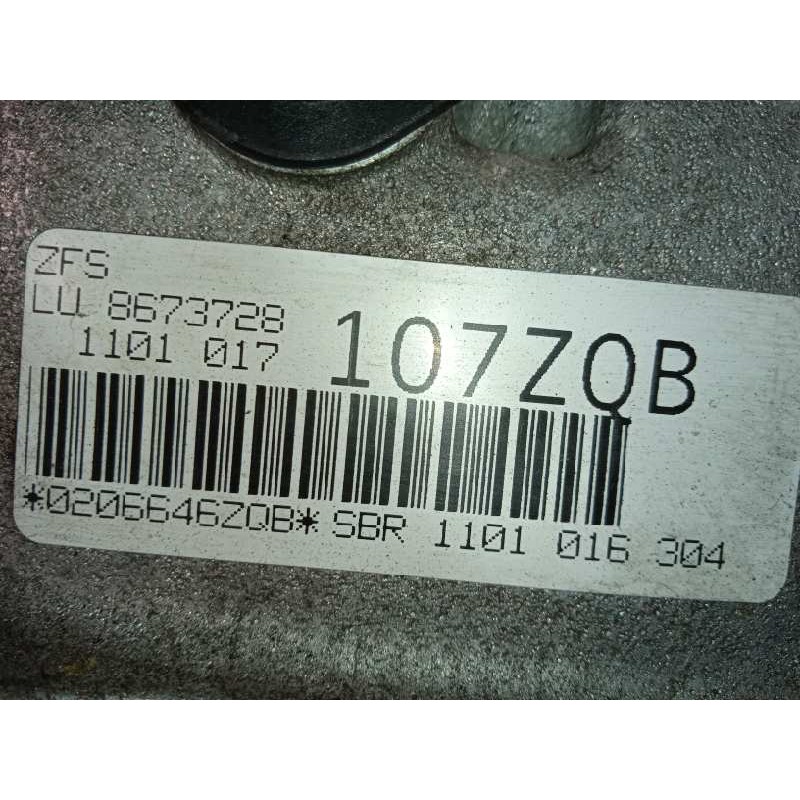 ZFS
LU 8673728
1101 017
107ZQB
*0206646ZQB* SBR 1101 016 304